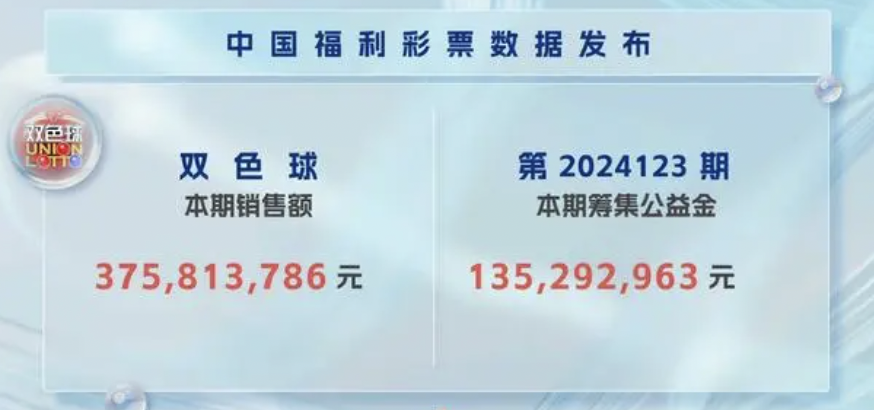 中国福利彩票数据发布
双色球
UNION
LOTTO
双色球
本期销售额
375,813,786 元
第 2024123 期
本期筹集公益金
135,292,963 元